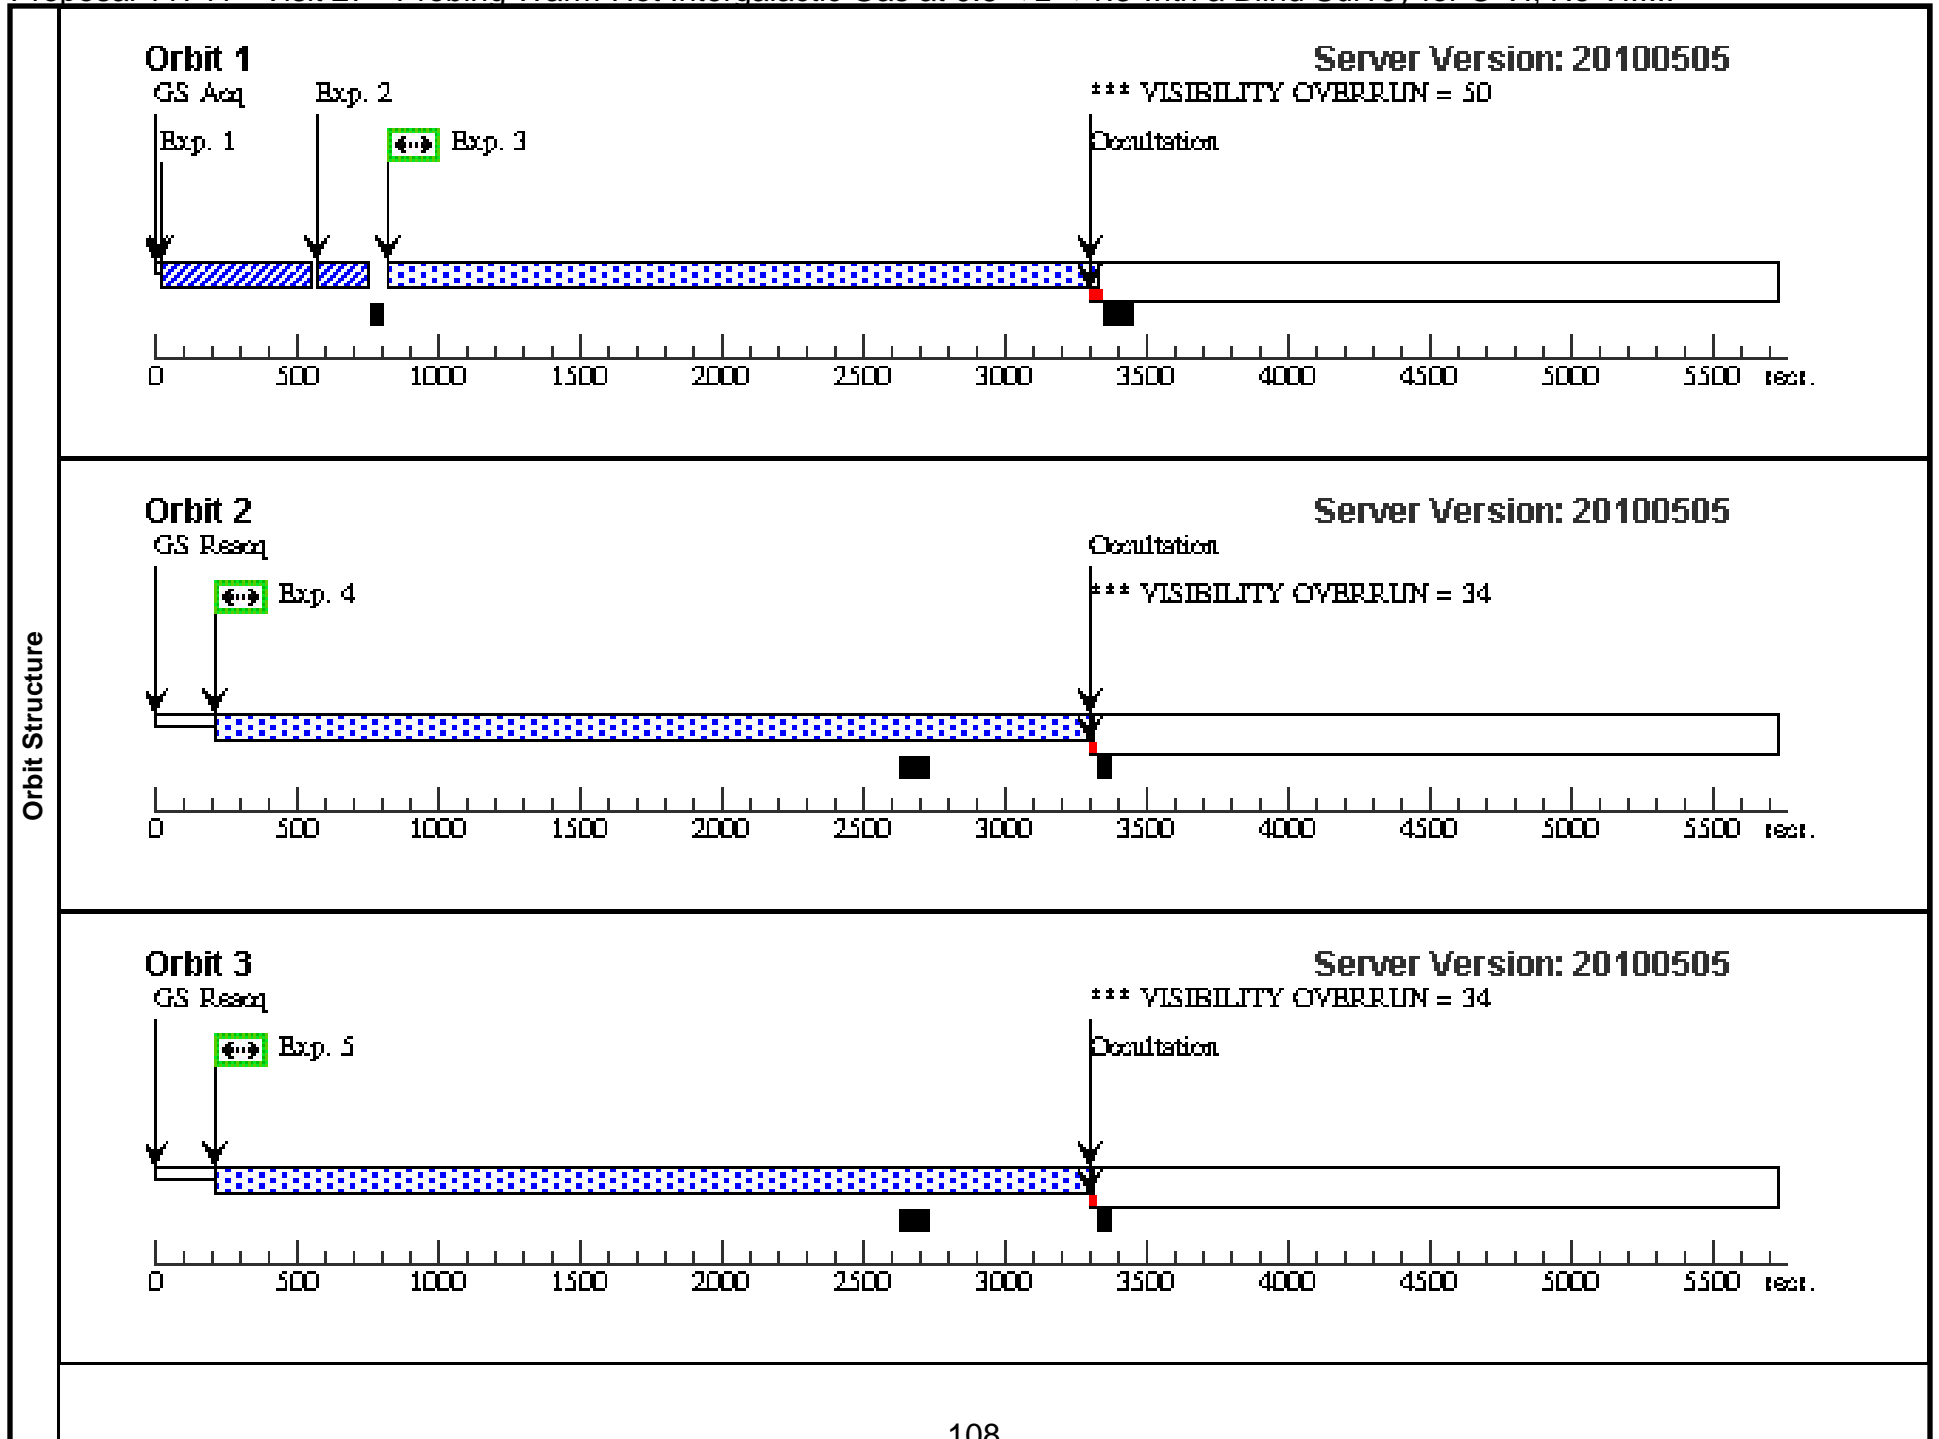 Orbit 1
Server Version: 20100505
GS Acq
Exp. 2
*** VISIBILITY OVERRUN = 50
Exp. 1
Exp. 3
Occultation
0 500 1000 1500 2000 2500 3000 3500 4000 4500 5000 5500 secs.
Orbit 2
Server Version: 20100505
GS Reacq
Occultation
Exp. 4
*** VISIBILITY OVERRUN = 34
0 500 1000 1500 2000 2500 3000 3500 4000 4500 5000 5500 secs.
Orbit Structure
Orbit 3
Server Version: 20100505
GS Reacq
*** VISIBILITY OVERRUN = 34
Exp. 5
Occultation
0 500 1000 1500 2000 2500 3000 3500 4000 4500 5000 5500 secs.
108